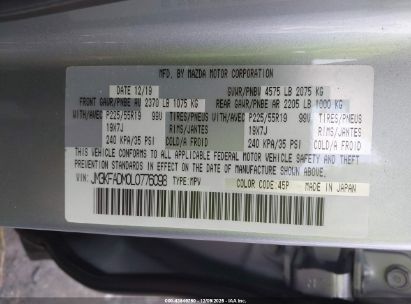 MFD. BY MAZDA MOTOR CORPORATION
DATE 12/19 GVWR/PNBV 4575 LB 2075 KG
FRONT GAWR/PNBE AV 2370 LB 1075 KG REAR GAWR/PNBE AR 2205 LB 1000 KG
WITH/AVEC P225/55R19 99V TIRES/PNEUS WITH/AVEC P225/55R19 99V TIRES/PNEUS
19X7J RIMS/JANTES 19X7J RIMS/JANTES
240 KPA/35 PSI COLD/A FROID 240 KPA/35 PSI COLD/A FROID
THIS VEHICLE CONFORMS TO ALL APPLICABLE FEDERAL MOTOR VEHICLE SAFETY, BUMPER, AND THEFT
PREVENTION STANDARDS IN EFFECT ON THE DATE OF MANUFACTURE SHOWN ABOVE.
VIN: JM3KFADM0L0776098 TYPE:MPV COLOR CODE:45P MADE IN JAPAN